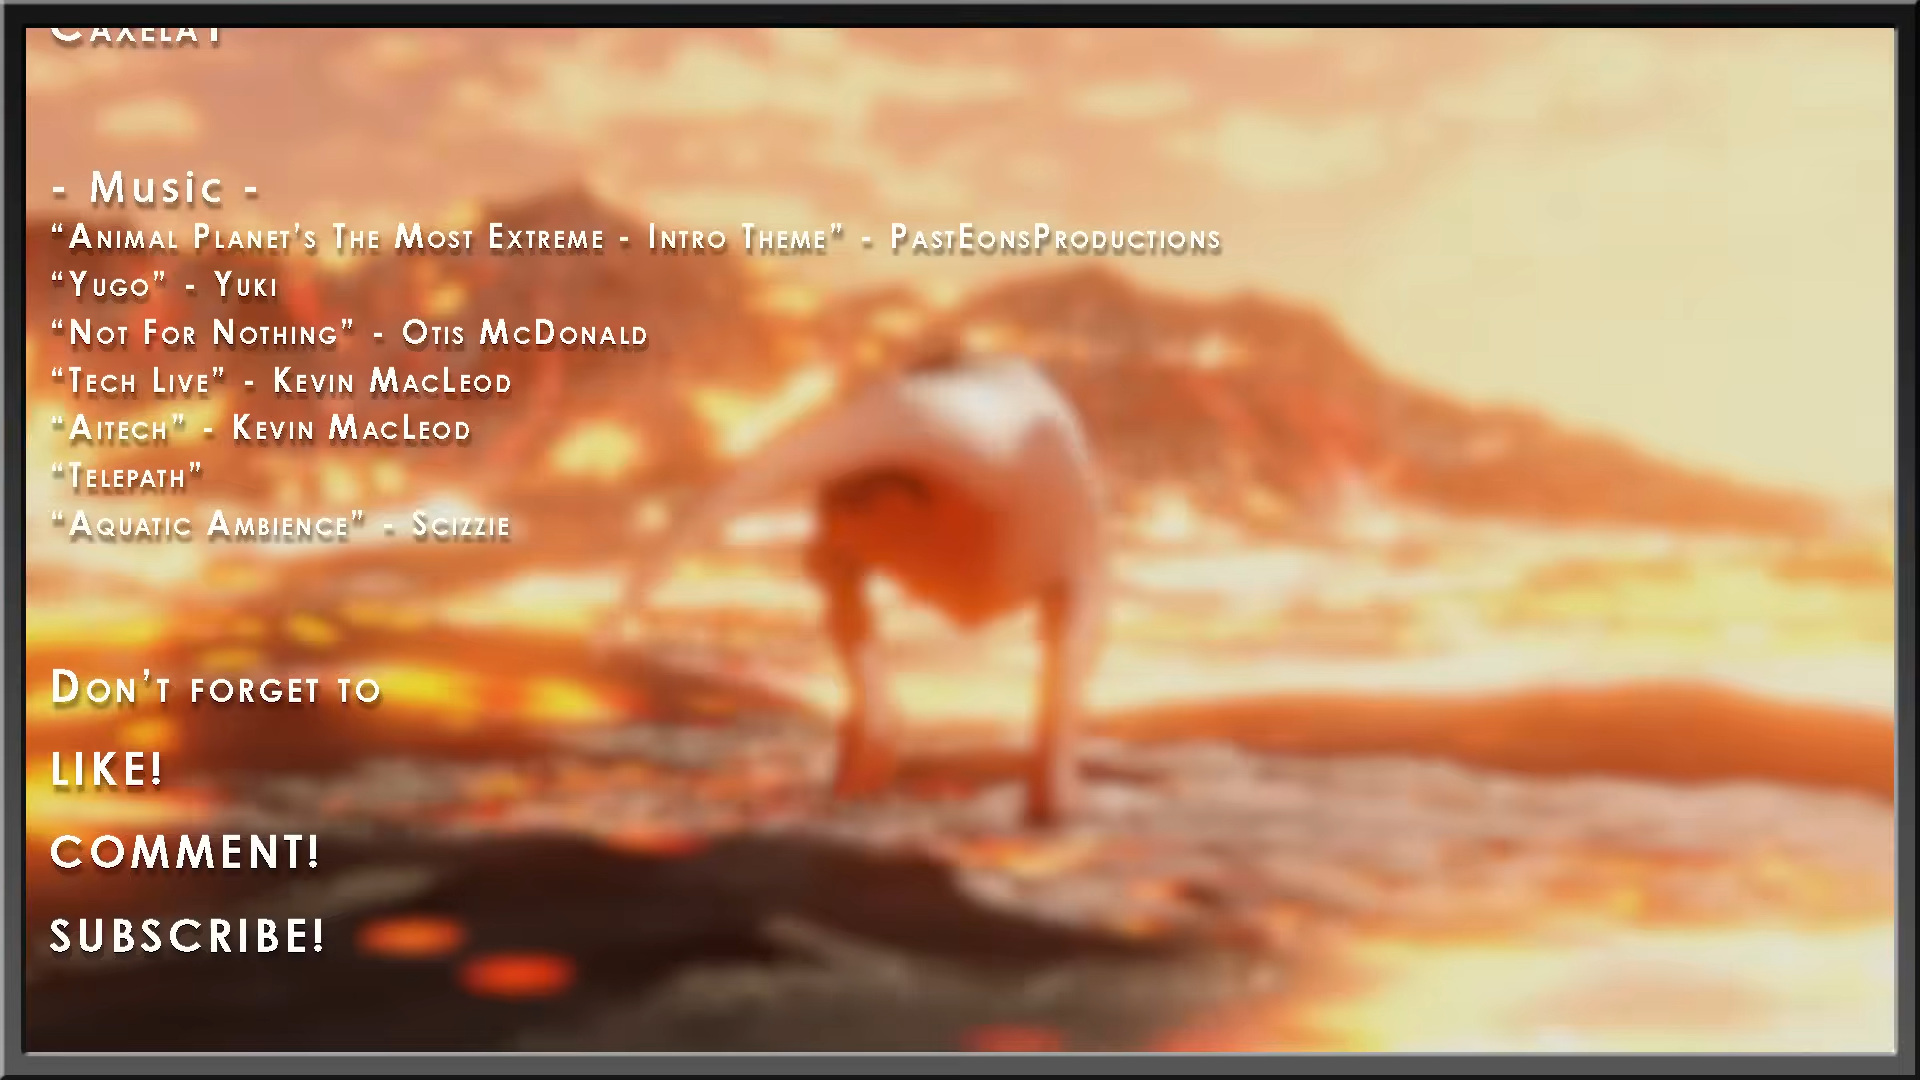 - Music -
“Animal Planet’s The Most Extreme - Intro Theme” - PastEonsProductions
“Yugo” - Yuki
“Not For Nothing” - Otis McDonald
“Tech Live” - Kevin MacLeod
“Aitech” - Kevin MacLeod
“Telepath”
“Aquatic Ambience” - Scizzie
Don’t forget to
LIKE!
COMMENT!
SUBSCRIBE!